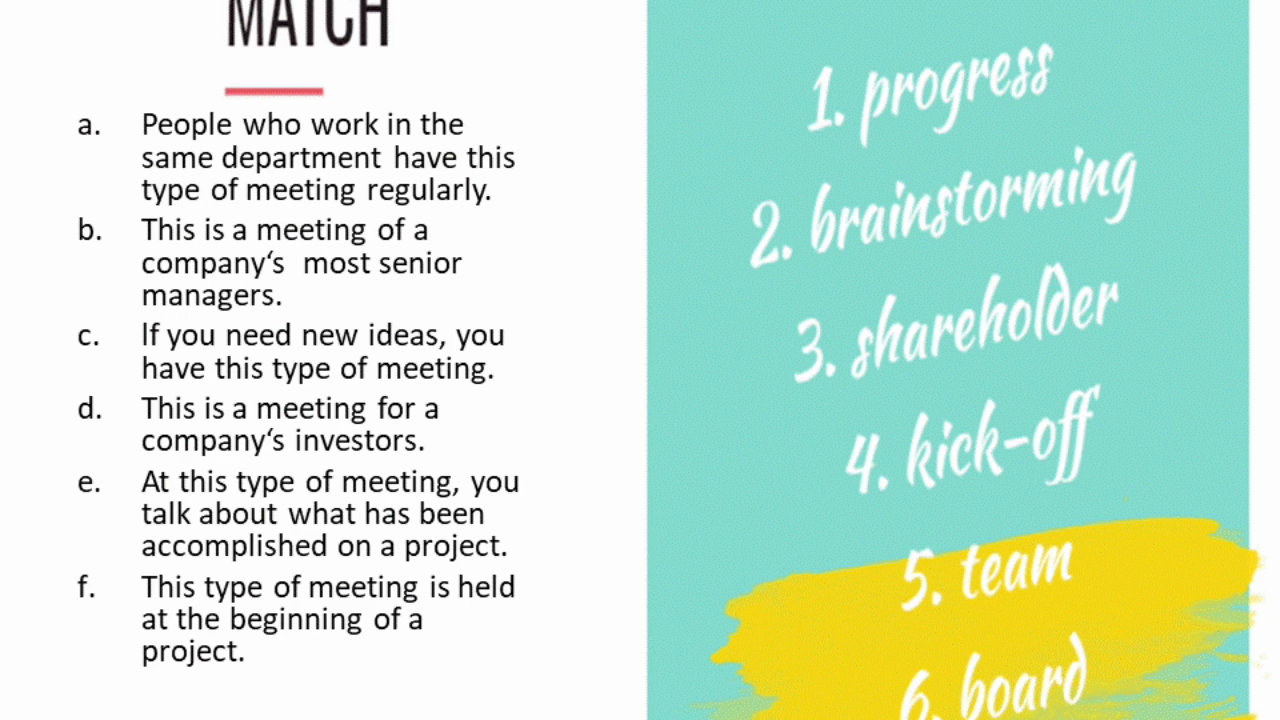 MATCH
a. People who work in the
same department have this
type of meeting regularly.
b. This is a meeting of a
company‘s most senior
managers.
c. If you need new ideas, you
have this type of meeting.
d. This is a meeting for a
company‘s investors.
e. At this type of meeting, you
talk about what has been
accomplished on a project.
f. This type of meeting is held
at the beginning of a
project.
1. progress
2. brainstorming
3. shareholder
4. kick-off
5. team
6. board